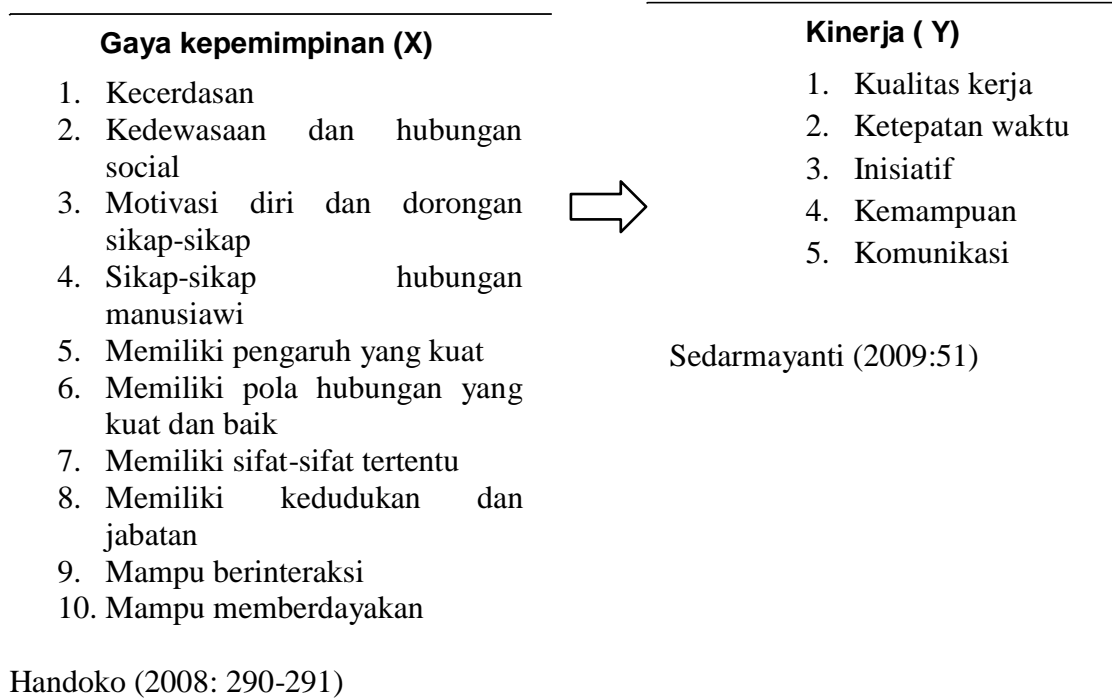 Gaya kepemimpinan (X)
1. Kecerdasan
2. Kedewasaan dan hubungan
social
3. Motivasi diri dan dorongan
sikap-sikap
4. Sikap-sikap hubungan
manusiawi
5. Memiliki pengaruh yang kuat
6. Memiliki pola hubungan yang
kuat dan baik
7. Memiliki sifat-sifat tertentu
8. Memiliki kedudukan dan
jabatan
9. Mampu berinteraksi
10. Mampu memberdayakan
Handoko (2008: 290-291)
Kinerja ( Y)
1. Kualitas kerja
2. Ketepatan waktu
3. Inisiatif
4. Kemampuan
5. Komunikasi
Sedarmayanti (2009:51)